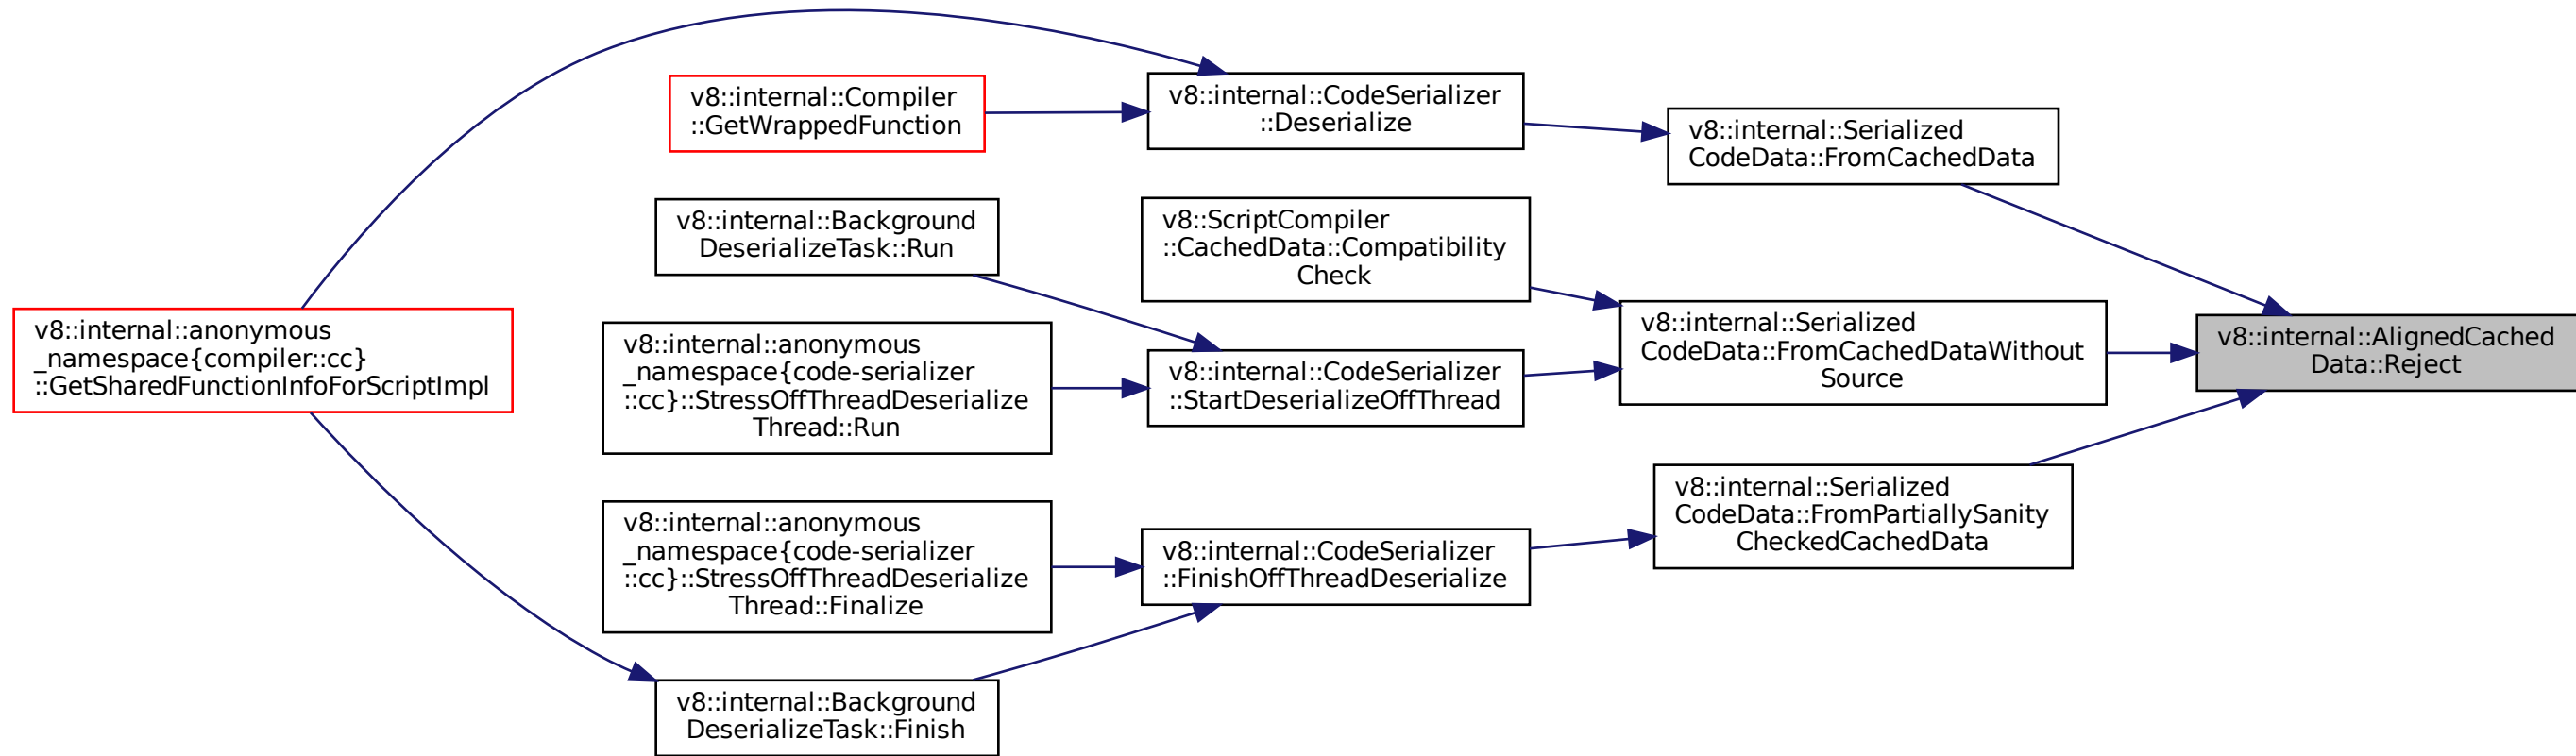 v8::internal::Compiler
::GetWrappedFunction
v8::internal::CodeSerializer
::Deserialize
v8::internal::Serialized
CodeData::FromCachedData
v8::internal::Background
DeserializeTask::Run
v8::ScriptCompiler
::CachedData::Compatibility
Check
v8::internal::anonymous
_namespace{compiler::cc}
::GetSharedFunctionInfoForScriptImpl
v8::internal::anonymous
_namespace{code-serializer
::cc}::StressOffThreadDeserialize
Thread::Run
v8::internal::CodeSerializer
::StartDeserializeOffThread
v8::internal::Serialized
CodeData::FromCachedDataWithout
Source
v8::internal::AlignedCached
Data::Reject
v8::internal::anonymous
_namespace{code-serializer
::cc}::StressOffThreadDeserialize
Thread::Finalize
v8::internal::CodeSerializer
::FinishOffThreadDeserialize
v8::internal::Serialized
CodeData::FromPartiallySanity
CheckedCachedData
v8::internal::Background
DeserializeTask::Finish